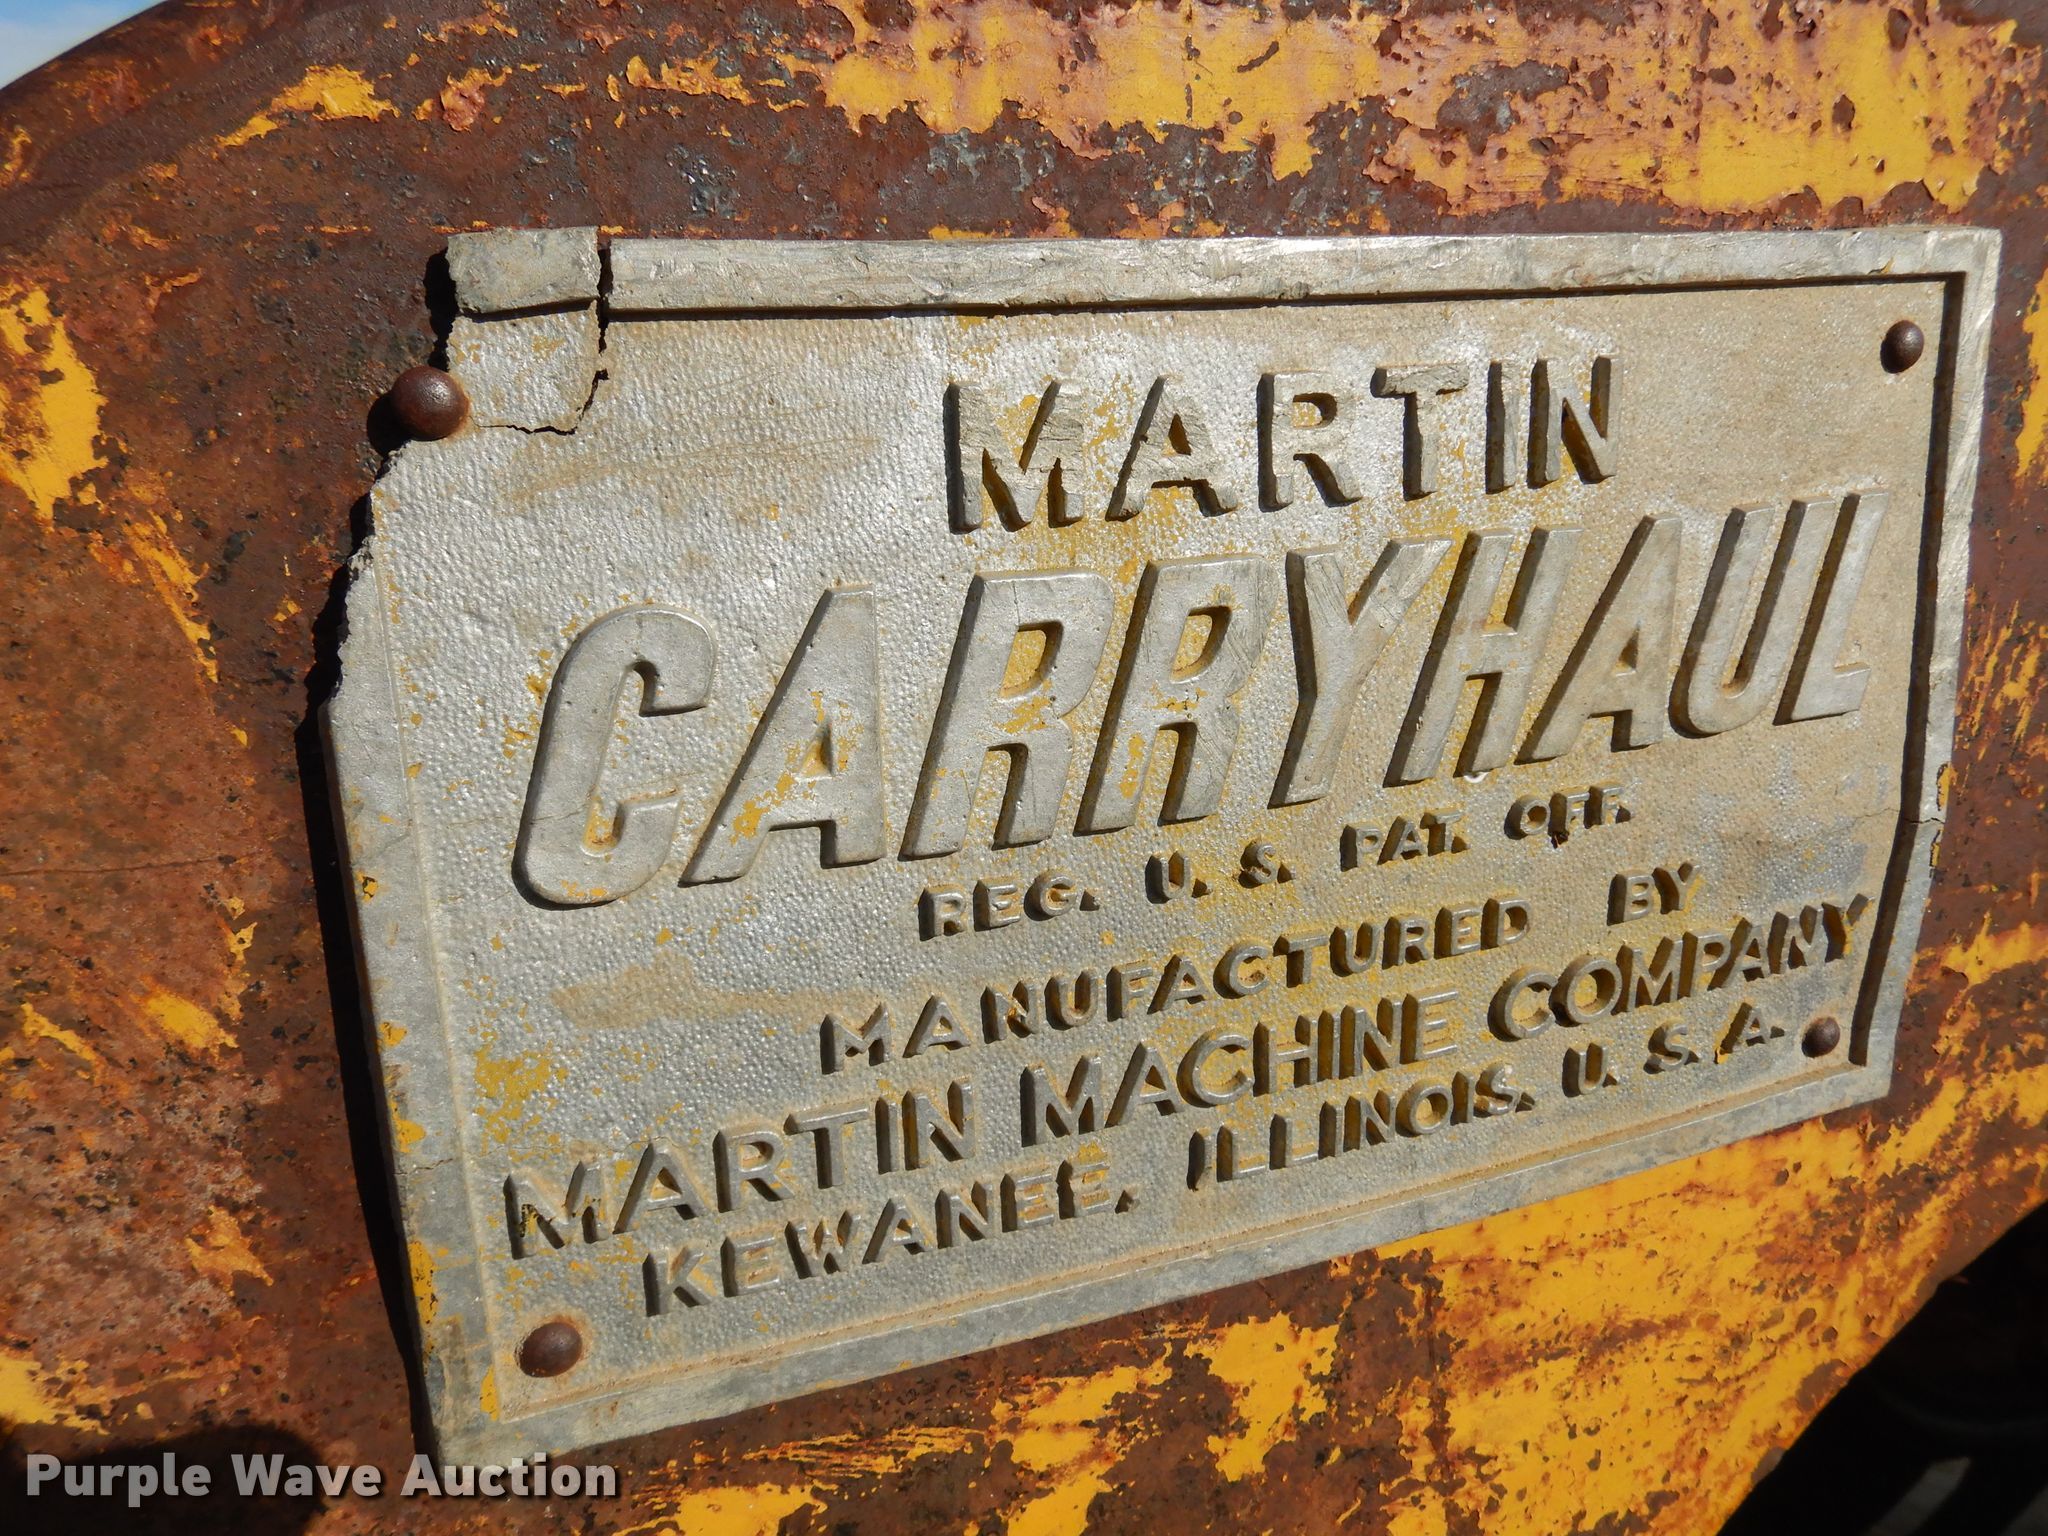 MARTIN
CARRYHAUL
REG. U. S. PAT. OFF.
MANUFACTURED BY
MARTIN MACHINE COMPANY
KEWANEE, ILLINOIS, U. S. A.
Purple Wave Auction